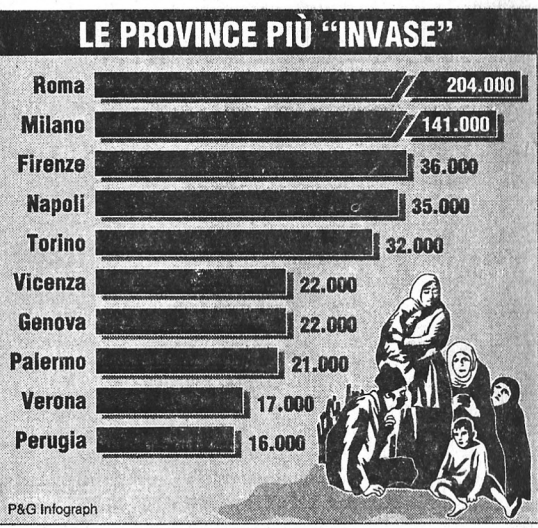 LE PROVINCE PIÙ “INVASE”
Roma 204.000
Milano 141.000
Firenze 36.000
Napoli 35.000
Torino 32.000
Vicenza 22.000
Genova 22.000
Palermo 21.000
Verona 17.000
Perugia 16.000
P&G Infograph